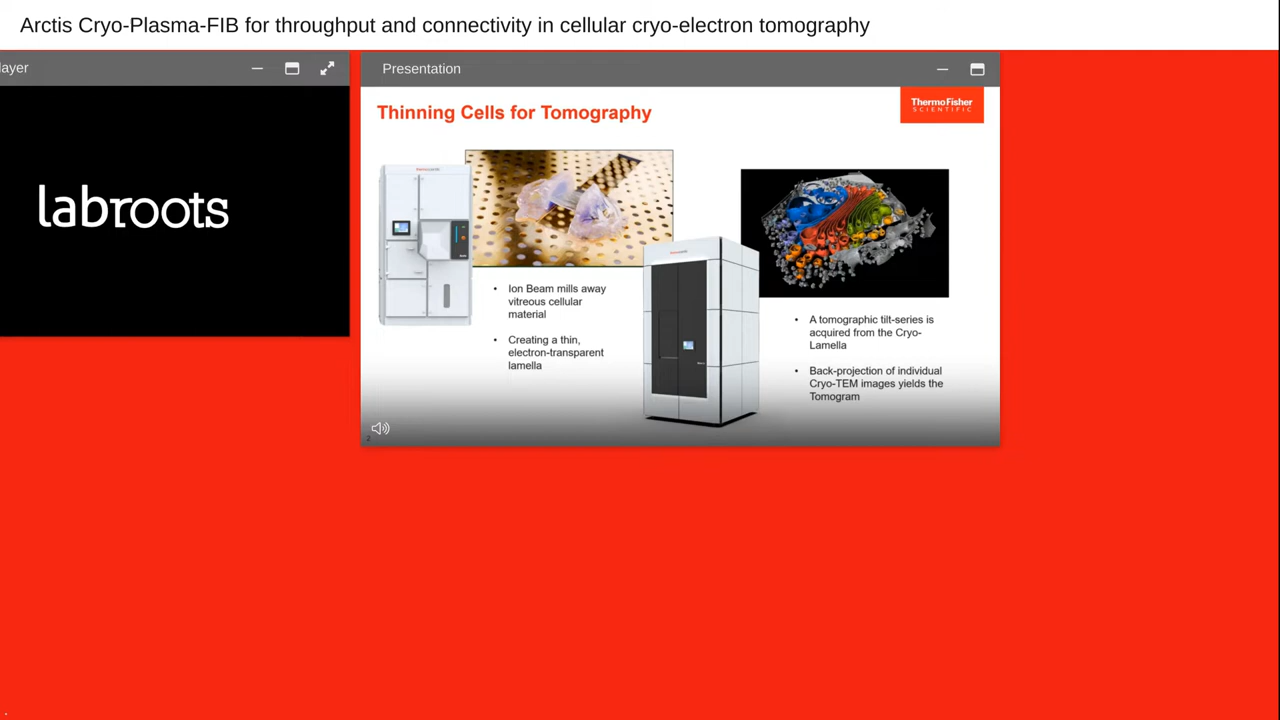 Arctis Cryo-Plasma-FIB for throughput and connectivity in cellular cryo-electron tomography
layer
Presentation
labroots
Thinning Cells for Tomography
ThermoFisher
SCIENTIFIC
• Ion Beam mills away
vitreous cellular
material
• Creating a thin,
electron-transparent
lamella
• A tomographic tilt-series is
acquired from the Cryo-
Lamella
• Back-projection of individual
Cryo-TEM images yields the
Tomogram
2